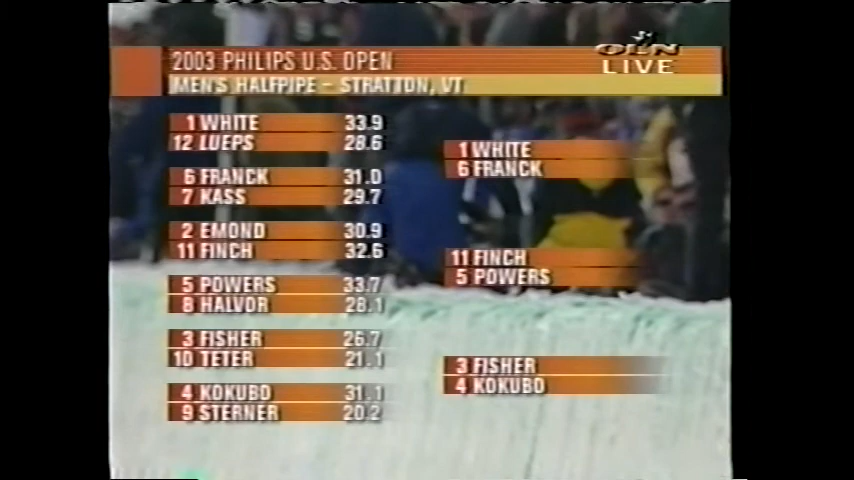 2003 PHILIPS U.S. OPEN
OLN
LIVE
MEN'S HALFPIPE - STRATTON, VT
1 WHITE 33.9
12 LUEPS 28.6
6 FRANCK 31.0
7 KASS 29.7
2 EMOND 30.9
11 FINCH 32.6
5 POWERS 33.7
8 HALVOR 28.1
3 FISHER 26.7
10 TETER 21.1
4 KOKUBO 31.1
9 STERNER 20.2
1 WHITE
6 FRANCK
11 FINCH
5 POWERS
3 FISHER
4 KOKUBO